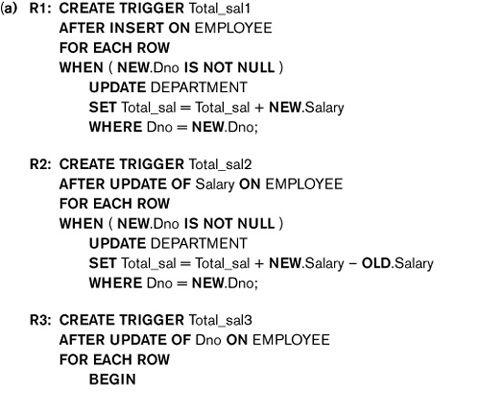 (a) R1: CREATE TRIGGER Total_sal1
AFTER INSERT ON EMPLOYEE
FOR EACH ROW
WHEN ( NEW.Dno IS NOT NULL )
UPDATE DEPARTMENT
SET Total_sal = Total_sal + NEW.Salary
WHERE Dno = NEW.Dno;
R2: CREATE TRIGGER Total_sal2
AFTER UPDATE OF Salary ON EMPLOYEE
FOR EACH ROW
WHEN ( NEW.Dno IS NOT NULL )
UPDATE DEPARTMENT
SET Total_sal = Total_sal + NEW.Salary – OLD.Salary
WHERE Dno = NEW.Dno;
R3: CREATE TRIGGER Total_sal3
AFTER UPDATE OF Dno ON EMPLOYEE
FOR EACH ROW
BEGIN